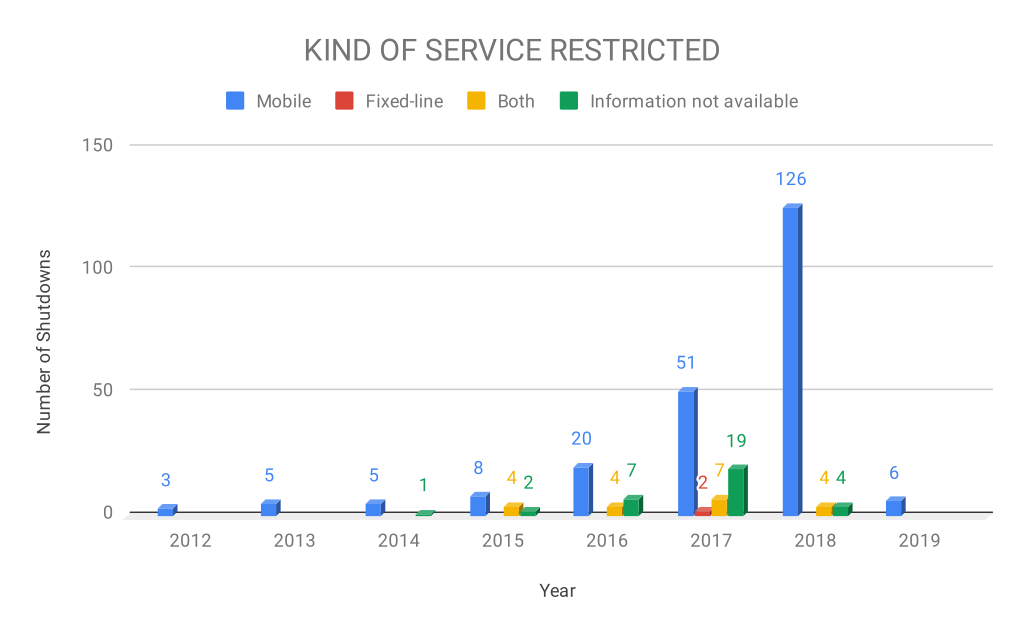 KIND OF SERVICE RESTRICTED
Mobile Fixed-line Both Information not available
150
100
50
0
Number of Shutdowns
3
5
5 1
8 4 2
20 4 7
51 2 7 19
126 4 4
6
2012 2013 2014 2015 2016 2017 2018 2019
Year